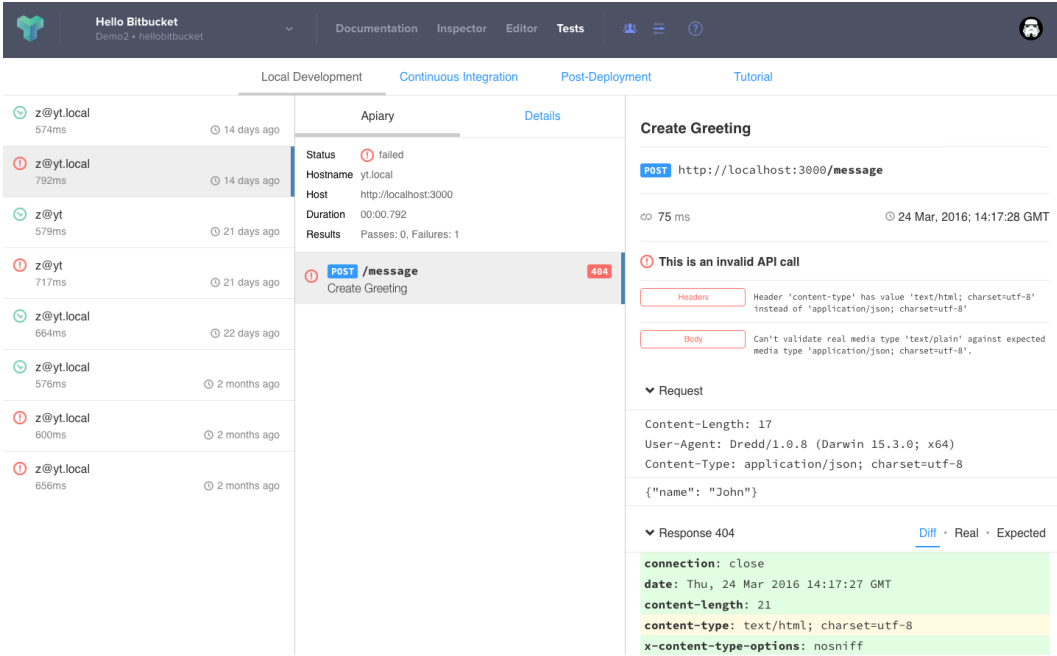 Hello Bitbucket
Demo2 • hellobitbucket
Documentation Inspector Editor Tests ?
Local Development Continuous Integration Post-Deployment Tutorial
z@yt.local
574ms 14 days ago
z@yt.local
792ms 14 days ago
z@yt
579ms 21 days ago
z@yt
717ms 21 days ago
z@yt.local
664ms 22 days ago
z@yt.local
576ms 2 months ago
z@yt.local
600ms 2 months ago
z@yt.local
656ms 2 months ago
Apiary Details
Status failed
Hostname yt.local
Host http://localhost:3000
Duration 00:00.792
Results Passes: 0, Failures: 1
POST /message 404
Create Greeting
Create Greeting
POST http://localhost:3000/message
75 ms 24 Mar, 2016; 14:17:28 GMT
This is an invalid API call
Headers Header 'content-type' has value 'text/html; charset=utf-8'
instead of 'application/json; charset=utf-8'
Body Can't validate real media type 'text/plain' against expected
media type 'application/json; charset=utf-8'.
Request
Content-Length: 17
User-Agent: Dredd/1.0.8 (Darwin 15.3.0; x64)
Content-Type: application/json; charset=utf-8
{"name": "John"}
Response 404 Diff • Real • Expected
connection: close
date: Thu, 24 Mar 2016 14:17:27 GMT
content-length: 21
content-type: text/html; charset=utf-8
x-content-type-options: nosniff